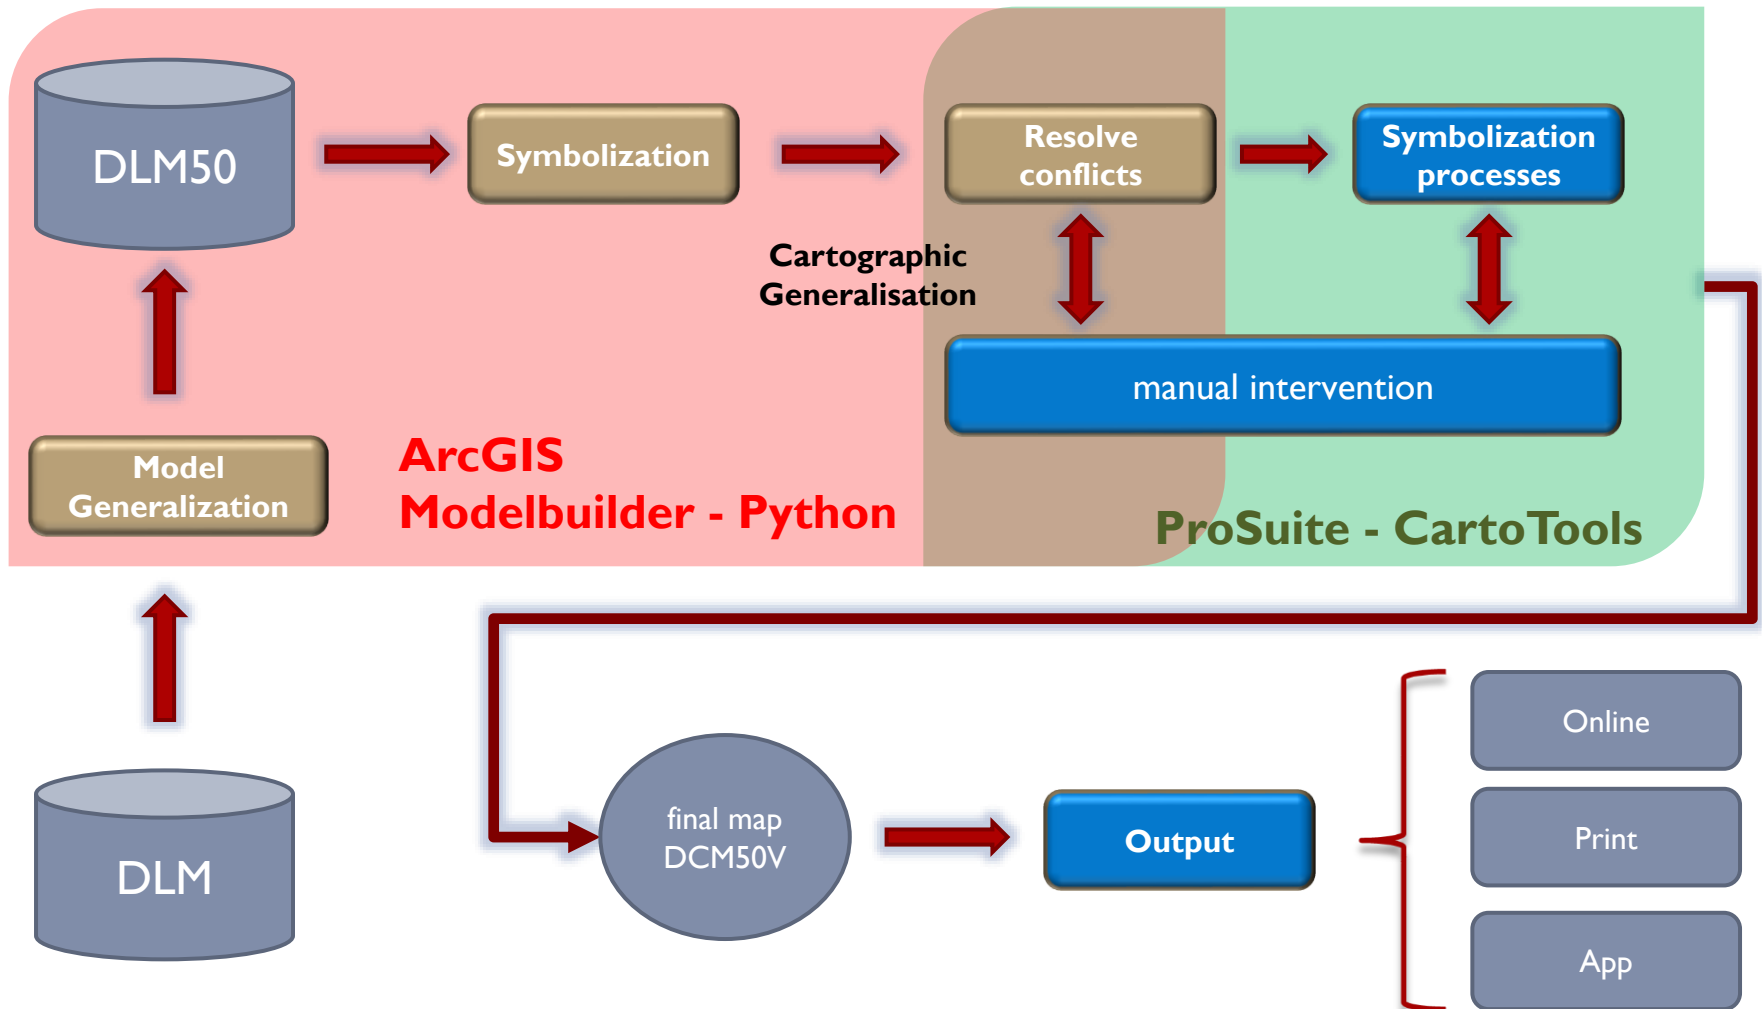 DLM50
Symbolization
Resolve
conflicts
Symbolization
processes
Cartographic
Generalisation
manual intervention
Model
Generalization
ArcGIS
Modelbuilder - Python
ProSuite - CartoTools
DLM
final map
DCM50V
Output
Online
Print
App